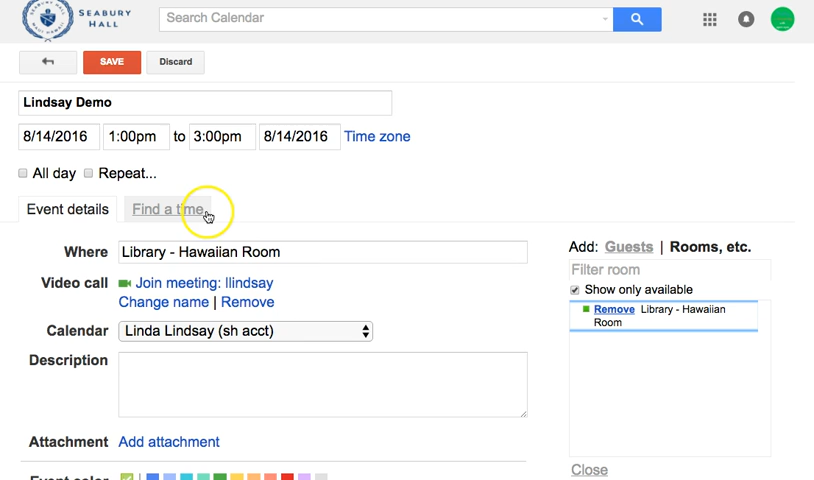 SEABURY
HALL
Search Calendar
SAVE
Discard
Lindsay Demo
8/14/2016 1:00pm to 3:00pm 8/14/2016 Time zone
All day Repeat...
Event details Find a time
Where Library - Hawaiian Room
Add: Guests | Rooms, etc.
Filter room
Video call Join meeting: llindsay
Show only available
Change name | Remove
Remove Library - Hawaiian
Room
Calendar Linda Lindsay (sh acct)
Description
Attachment Add attachment
Close
Event color